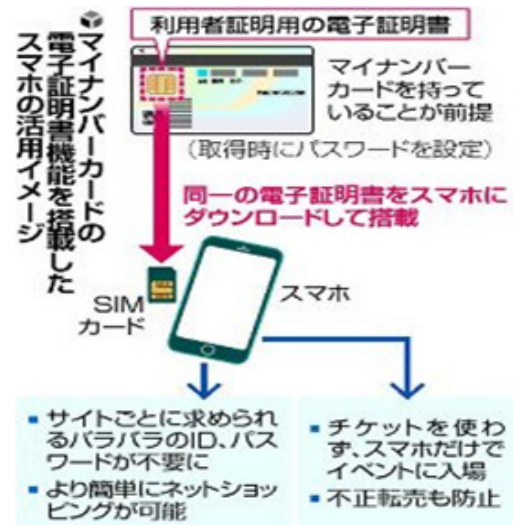 マイナンバーカードの
電子証明書機能を搭載した
スマホの活用イメージ
利用者証明用の電子証明書
マイナンバー
カードを持って
いることが前提
(取得時にパスワードを設定)
同一の電子証明書をスマホに
ダウンロードして搭載
SIM
カード
スマホ
▪サイトごとに求められ
るバラバラのID、パス
ワードが不要に
▪より簡単にネットショッ
ピングが可能
▪チケットを使わ
ず、スマホだけで
イベントに入場
▪不正転売も防止